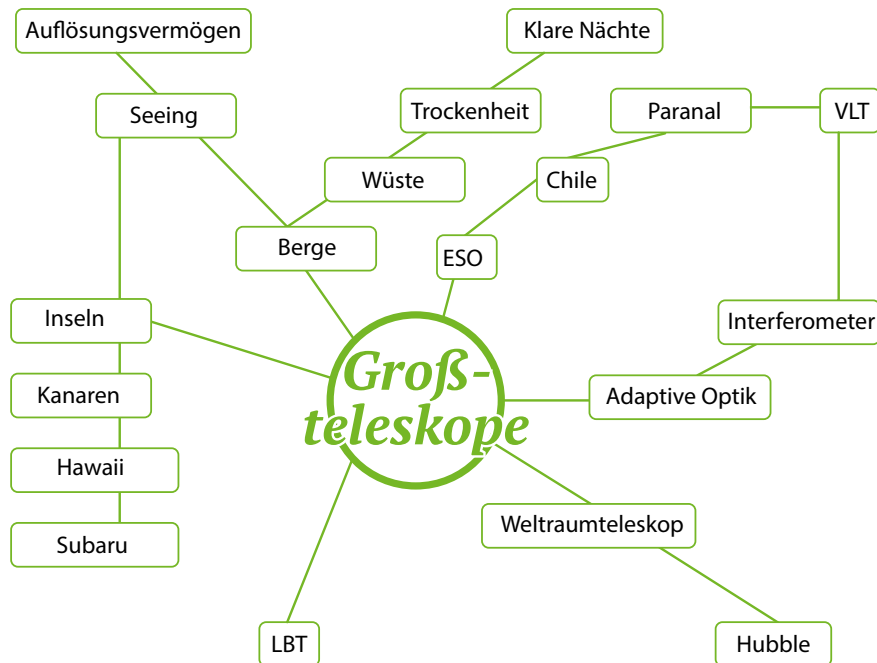 Auflösungsvermögen
Klare Nächte
Seeing
Trockenheit
Paranal
VLT
Wüste
Chile
Berge
ESO
Inseln
Interferometer
Groß-
teleskope
Kanaren
Adaptive Optik
Hawaii
Weltraumteleskop
Subaru
LBT
Hubble